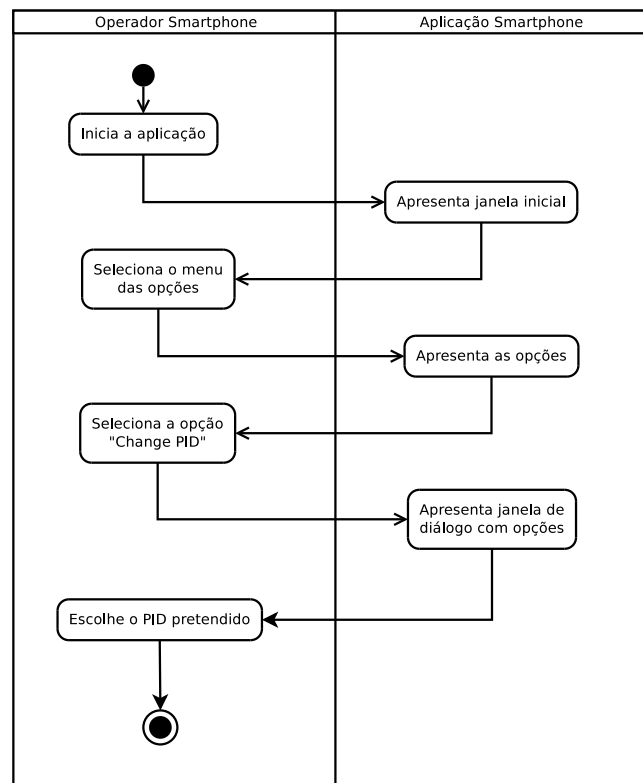 Operador Smartphone
Aplicação Smartphone
Inicia a aplicação
Apresenta janela inicial
Seleciona o menu
das opções
Apresenta as opções
Seleciona a opção
"Change PID"
Apresenta janela de
diálogo com opções
Escolhe o PID pretendido